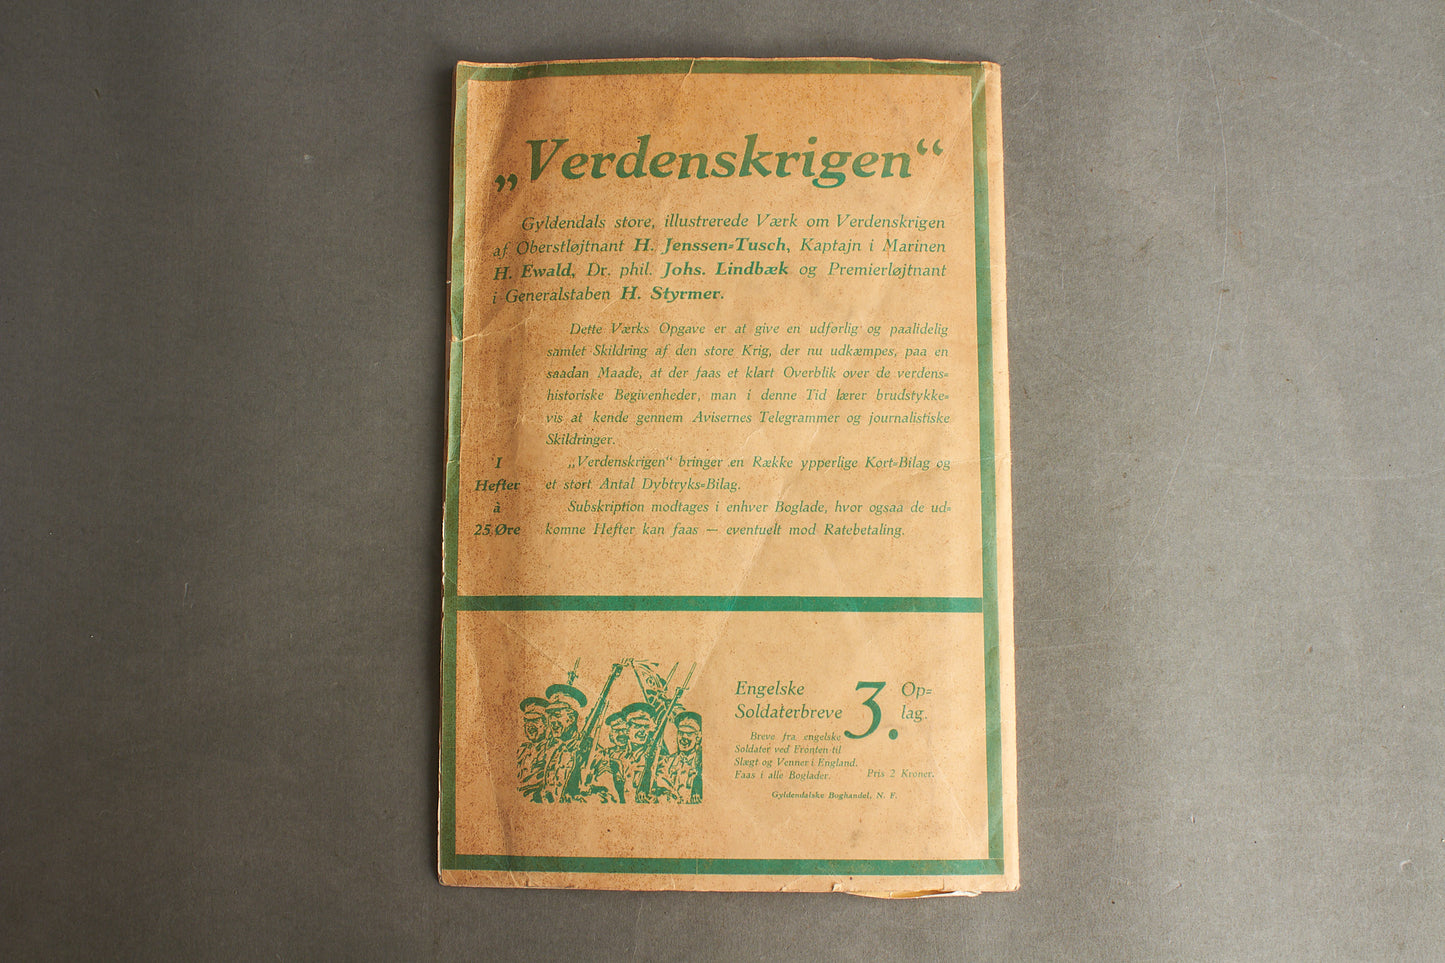 „Verdenskrigen“
Gyldendals store, illustrerede Værk om Verdenskrigen
af Oberstløjtnant H. Jenssen=Tusch, Kaptajn i Marinen
H. Ewald, Dr. phil. Johs. Lindbæk og Premierløjtnant
i Generalstaben H. Styrmer.
Dette Værks Opgave er at give en udførlig og paalidelig
samlet Skildring af den store Krig, der nu udkæmpes, paa en
saadan Maade, at der faas et klart Overblik over de verdens=
historiske Begivenheder, man i denne Tid lærer brudstykke=
vis at kende gennem Avisernes Telegrammer og journalistiske
Skildringer.
„Verdenskrigen“ bringer en Række ypperlige Kort=Bilag og
et stort Antal Dybtryks=Bilag.
Subskription modtages i enhver Boglade, hvor ogsaa de ud=
komne Hefter kan faas — eventuelt mod Ratebetaling.
I
Hefter
à
25 Øre
Engelske
Soldaterbreve
3.
Op=
lag.
Breve fra engelske
Soldater ved Fronten til
Slægt og Venner i England.
Faas i alle Boglader.
Pris 2 Kroner.
Gyldendalske Boghandel, N. F.